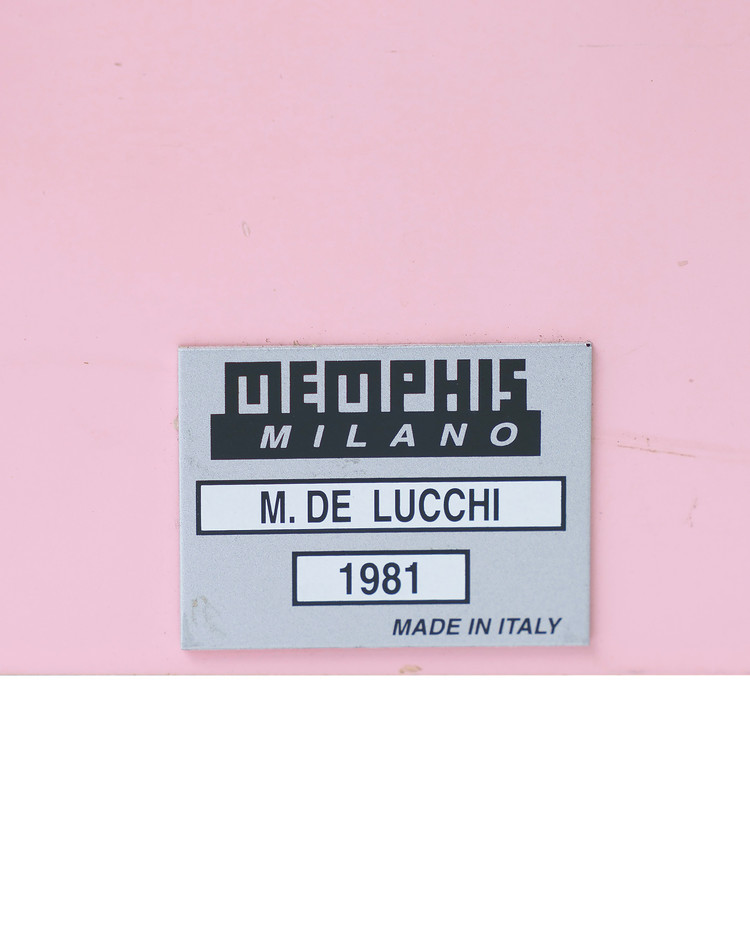 MEMPHIS
MILANO
M. DE LUCCHI
1981
MADE IN ITALY